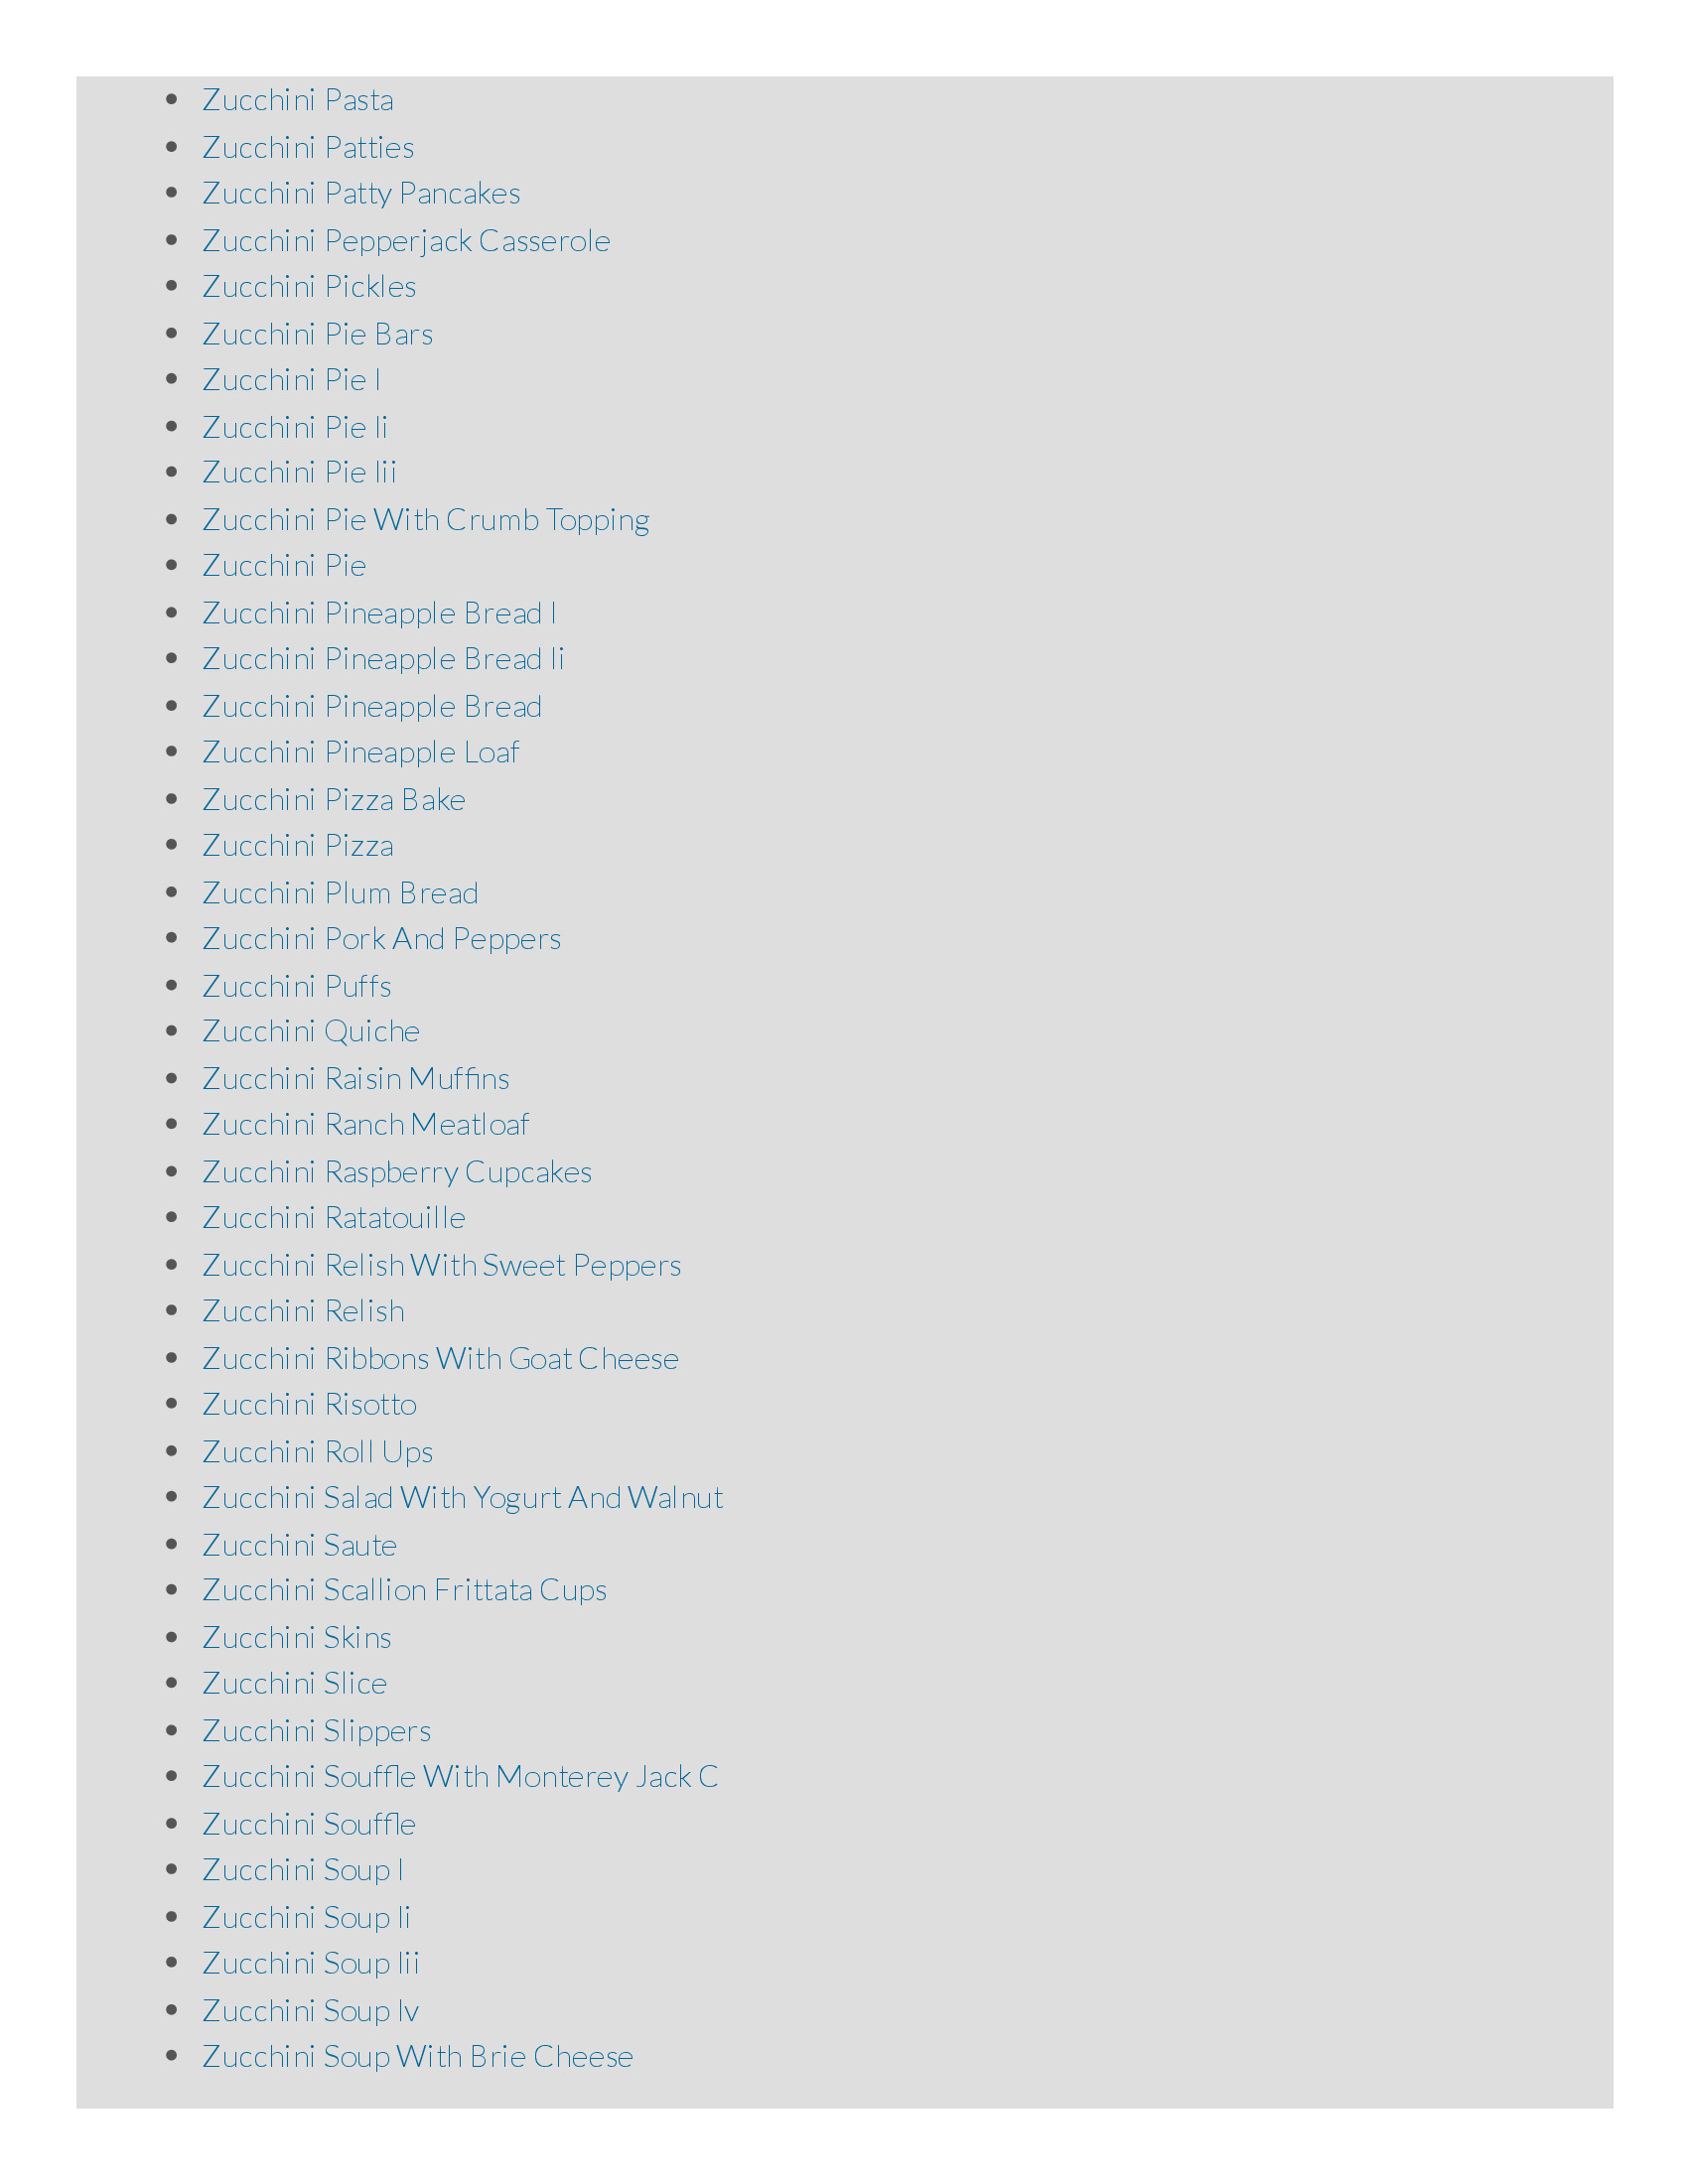 Zucchini Pasta
Zucchini Patties
Zucchini Patty Pancakes
Zucchini Pepperjack Casserole
Zucchini Pickles
Zucchini Pie Bars
Zucchini Pie I
Zucchini Pie Ii
Zucchini Pie Iii
Zucchini Pie With Crumb Topping
Zucchini Pie
Zucchini Pineapple Bread I
Zucchini Pineapple Bread Ii
Zucchini Pineapple Bread
Zucchini Pineapple Loaf
Zucchini Pizza Bake
Zucchini Pizza
Zucchini Plum Bread
Zucchini Pork And Peppers
Zucchini Puffs
Zucchini Quiche
Zucchini Raisin Muffins
Zucchini Ranch Meatloaf
Zucchini Raspberry Cupcakes
Zucchini Ratatouille
Zucchini Relish With Sweet Peppers
Zucchini Relish
Zucchini Ribbons With Goat Cheese
Zucchini Risotto
Zucchini Roll Ups
Zucchini Salad With Yogurt And Walnut
Zucchini Saute
Zucchini Scallion Frittata Cups
Zucchini Skins
Zucchini Slice
Zucchini Slippers
Zucchini Souffle With Monterey Jack C
Zucchini Souffle
Zucchini Soup I
Zucchini Soup Ii
Zucchini Soup Iii
Zucchini Soup Iv
Zucchini Soup With Brie Cheese